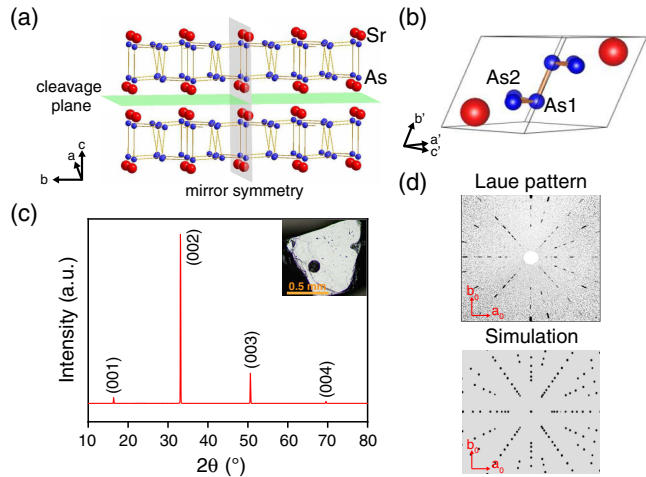 (a)
Sr
As
cleavage
plane
c
a
b
mirror symmetry
(b)
As2
As1
b'
a'
c'
(c)
Intensity (a.u.)
(001)
(002)
(003)
(004)
0.5 mm
10 20 30 40 50 60 70 80
2θ (°)
(d)
Laue pattern
b₀
a₀
Simulation
b₀
a₀